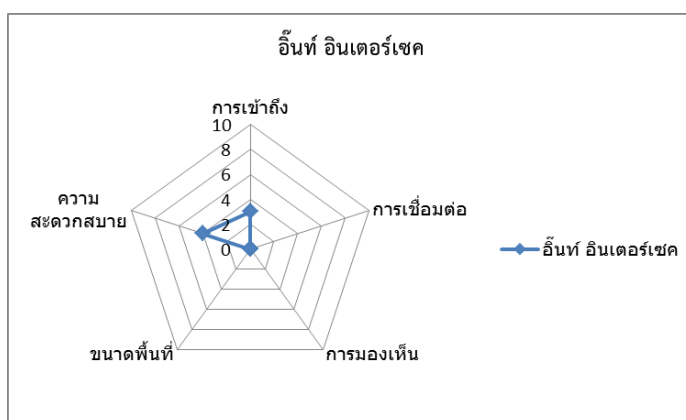 อิ๊นท์ อินเตอร์เซค
การเข้าถึง
10
8
6
4
2
0
ความ
สะดวกสบาย
การเชื่อมต่อ
อิ๊นท์ อินเตอร์เซค
ขนาดพื้นที่
การมองเห็น